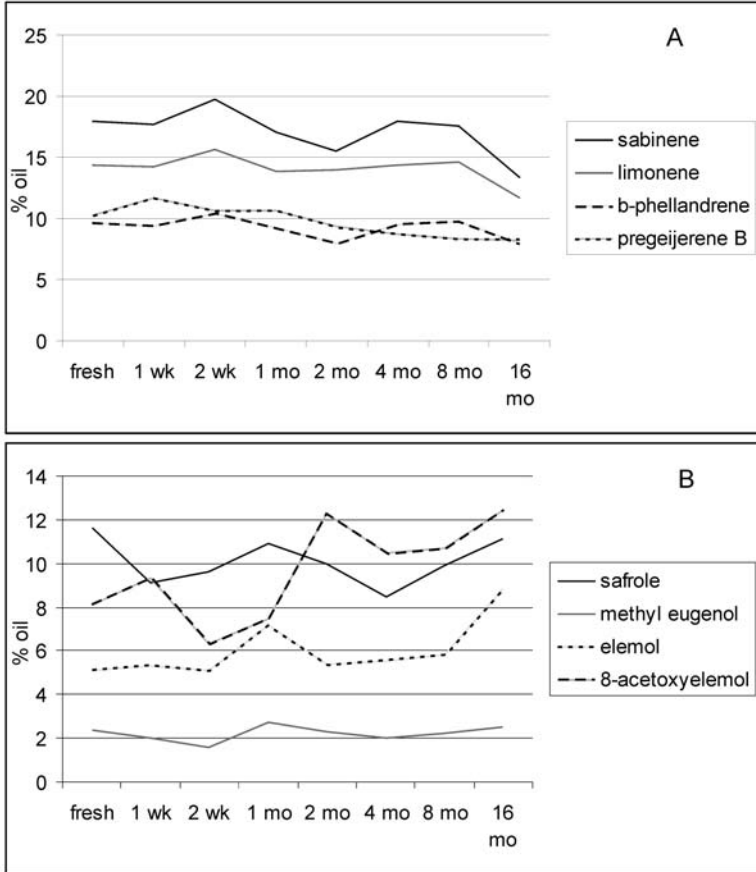 A
25
20
15
10
5
0
% oil
fresh 1 wk 2 wk 1 mo 2 mo 4 mo 8 mo 16
mo
sabinene
limonene
b-phellandrene
pregeijerene B
B
14
12
10
8
6
4
2
0
% oil
fresh 1 wk 2 wk 1 mo 2 mo 4 mo 8 mo 16
mo
safrole
methyl eugenol
elemol
8-acetoxyelemol